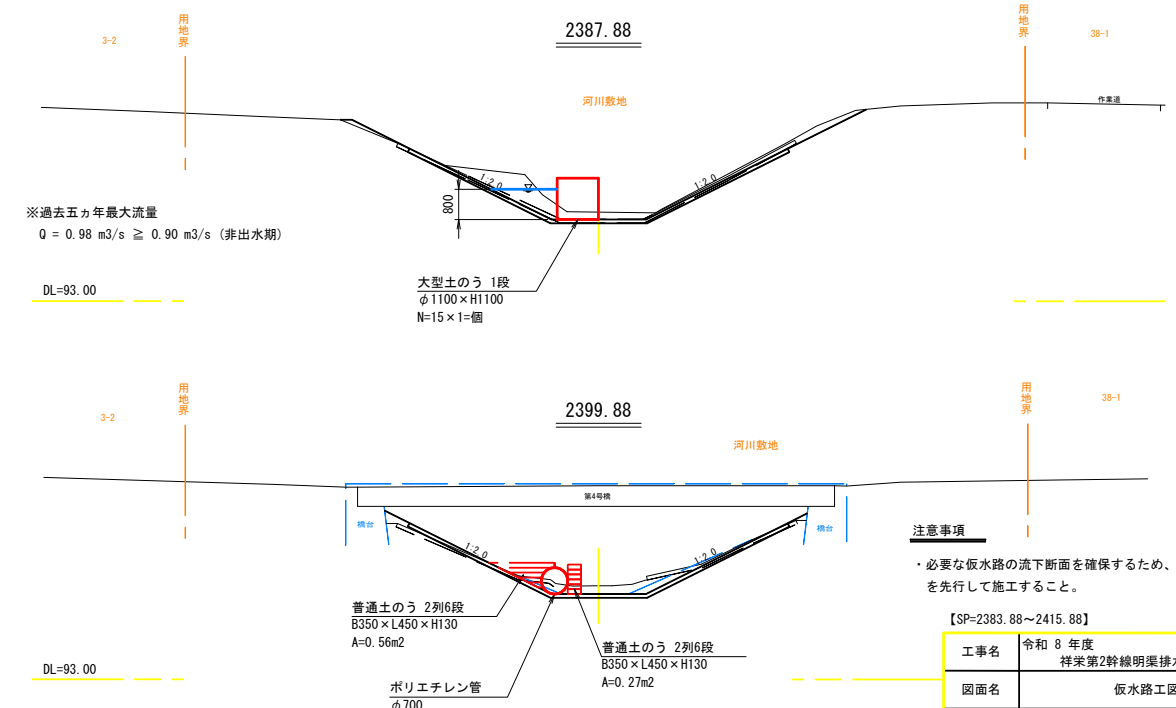 2387.88
3-2
用地界
河川敷地
用地界
38-1
作業道
1:2.0
1:2.0
800
※過去五ヵ年最大流量
Q = 0.98 m3/s ≧ 0.90 m3/s (非出水期)
大型土のう 1段
φ1100×H1100
N=15×1=個
DL=93.00
2399.88
3-2
用地界
河川敷地
用地界
38-1
第4号橋
橋台
橋台
1:2.0
1:2.0
普通土のう 2列6段
B350×L450×H130
A=0.56m2
普通土のう 2列6段
B350×L450×H130
A=0.27m2
ポリエチレン管
φ700
DL=93.00
注意事項
・必要な仮水路の流下断面を確保するため、
を先行して施工すること。
【SP=2383.88~2415.88】
工事名 令和 8 年度
祥栄第2幹線明渠排
図面名 仮水路工図